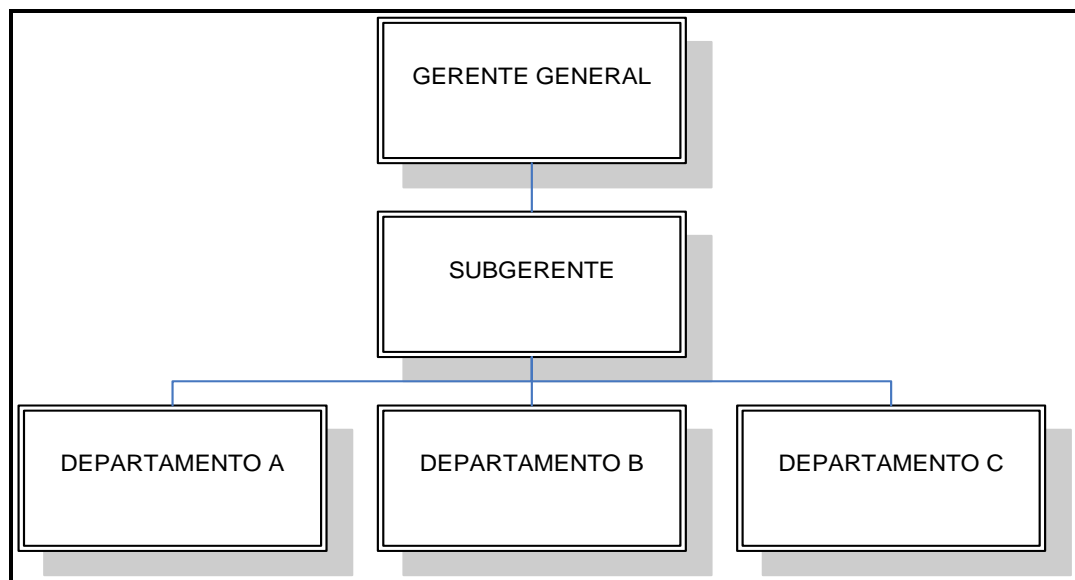 GERENTE GENERAL
SUBGERENTE
DEPARTAMENTO A
DEPARTAMENTO B
DEPARTAMENTO C